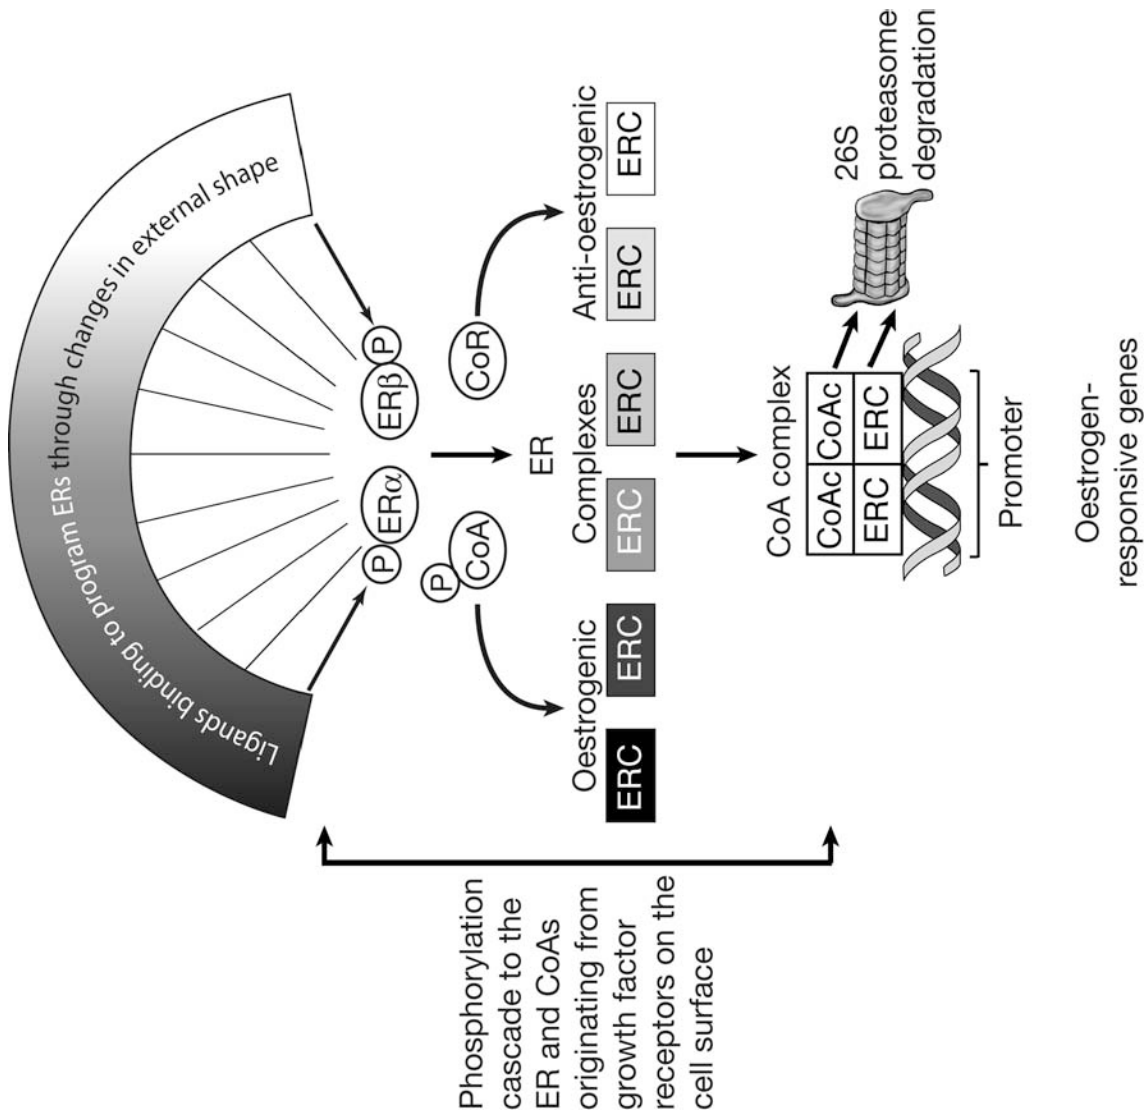 Ligands binding to program ERs through changes in external shape
P
ERα
ERβ
P
P
CoA
CoR
ER
Oestrogenic
Complexes
Anti-oestrogenic
ERC
ERC
ERC
ERC
ERC
ERC
Phosphorylation
cascade to the
ER and CoAs
originating from
growth factor
receptors on the
cell surface
CoA complex
CoAc
CoAc
ERC
ERC
26S
proteasome
degradation
Promoter
Oestrogen-
responsive genes